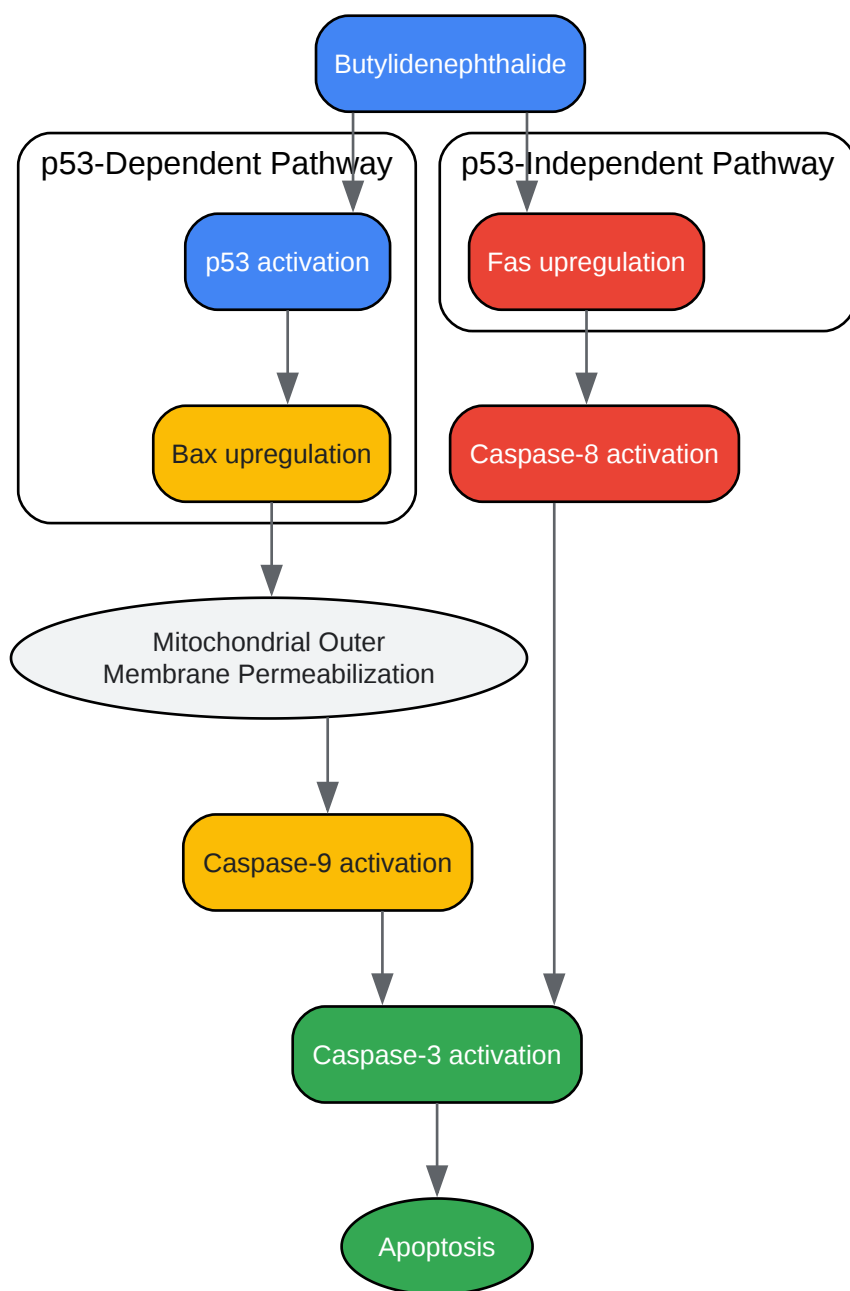 Butylidenephthalide
p53-Dependent Pathway
p53-Independent Pathway
p53 activation
Fas upregulation
Bax upregulation
Caspase-8 activation
Mitochondrial Outer
Membrane Permeabilization
Caspase-9 activation
Caspase-3 activation
Apoptosis